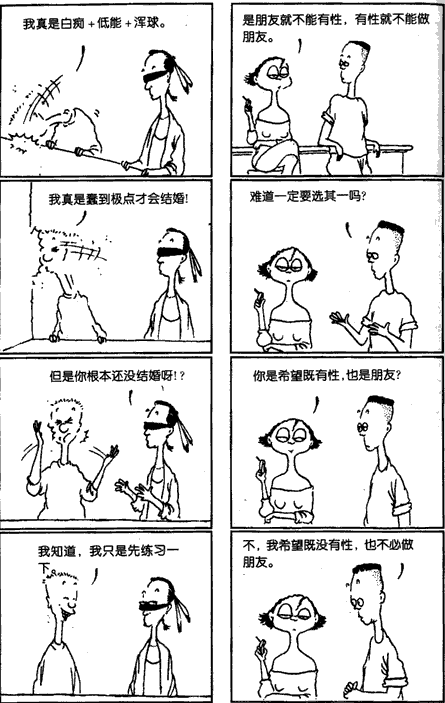 我真是白痴+低能+浑球。
我真是蠢到极点才会结婚!
但是你根本还没结婚呀!?
我知道，我只是先练习一
下。
是朋友就不能有性，有性就不能做
朋友。
难道一定要选其一吗?
你是希望既有性,也是朋友?
不，我希望既没有性，也不必做
朋友。